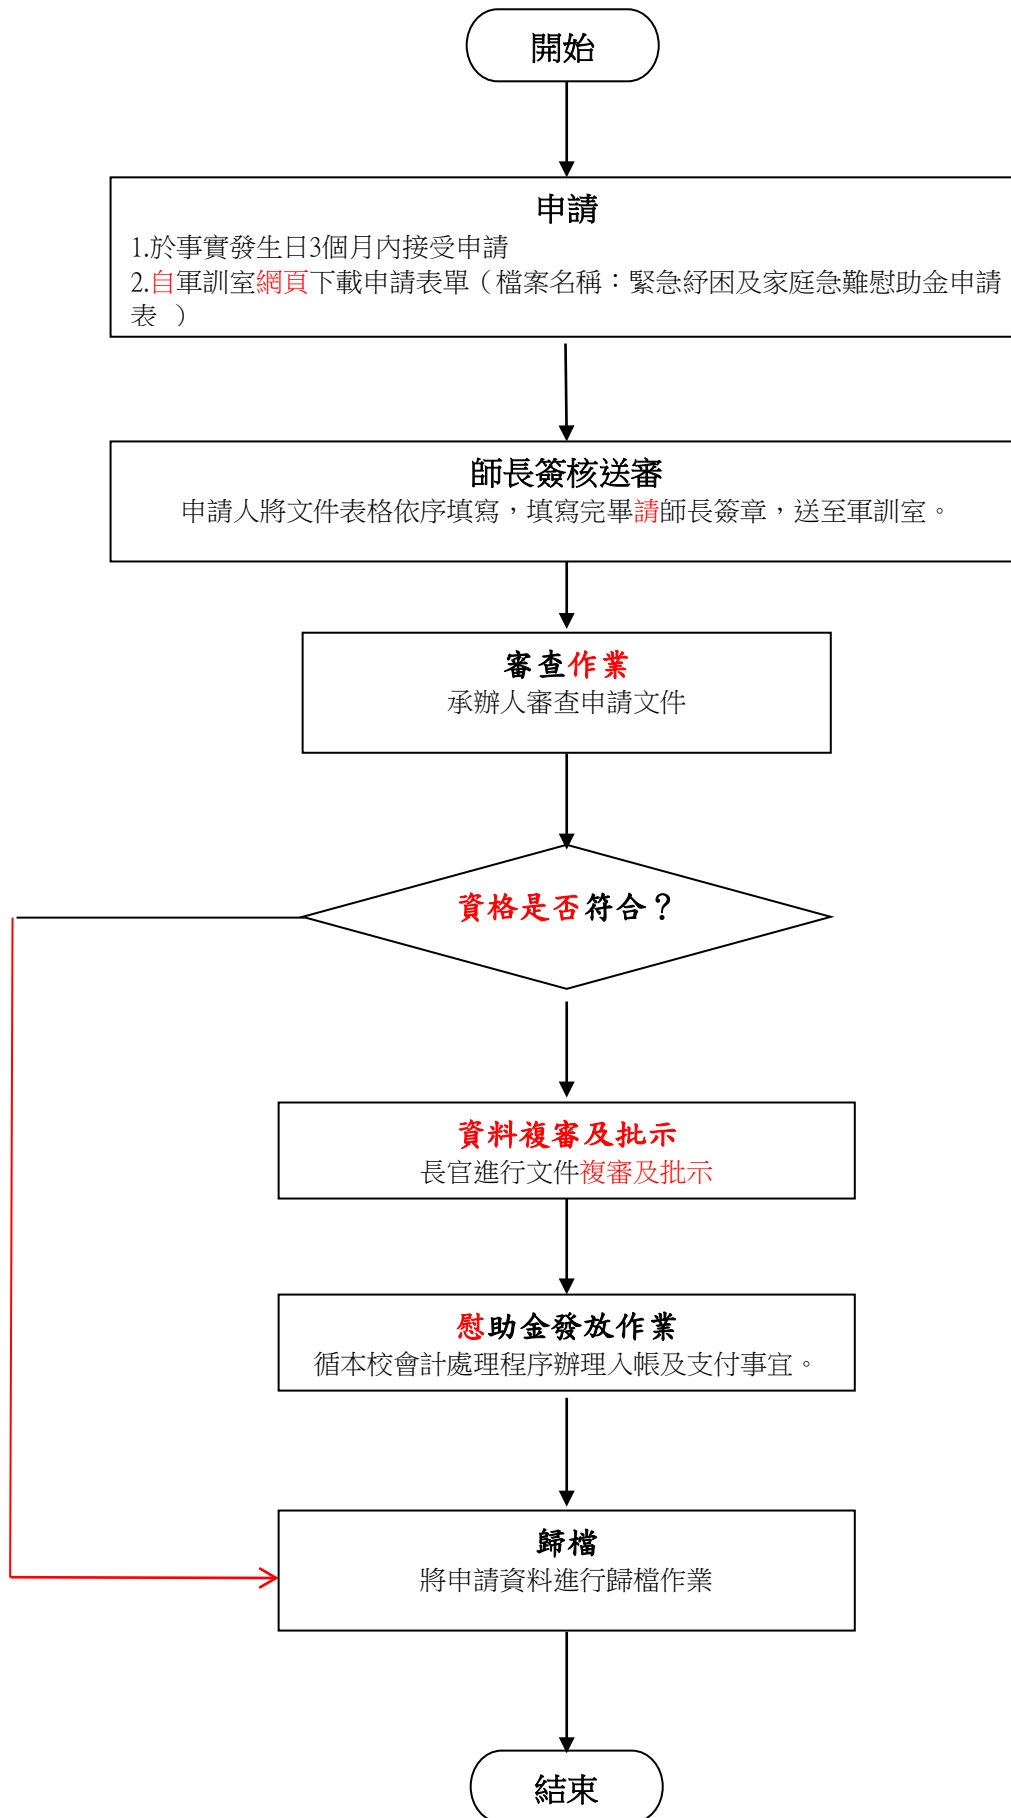 開始
申請
1.於事實發生日3個月內接受申請
2.自軍訓室網頁下載申請表單（檔案名稱：緊急紓困及家庭急難慰助金申請
表 ）
師長簽核送審
申請人將文件表格依序填寫，填寫完畢請師長簽章，送至軍訓室。
審查作業
承辦人審查申請文件
資格是否符合？
資料複審及批示
長官進行文件複審及批示
慰助金發放作業
循本校會計處理程序辦理入帳及支付事宜。
歸檔
將申請資料進行歸檔作業
結束